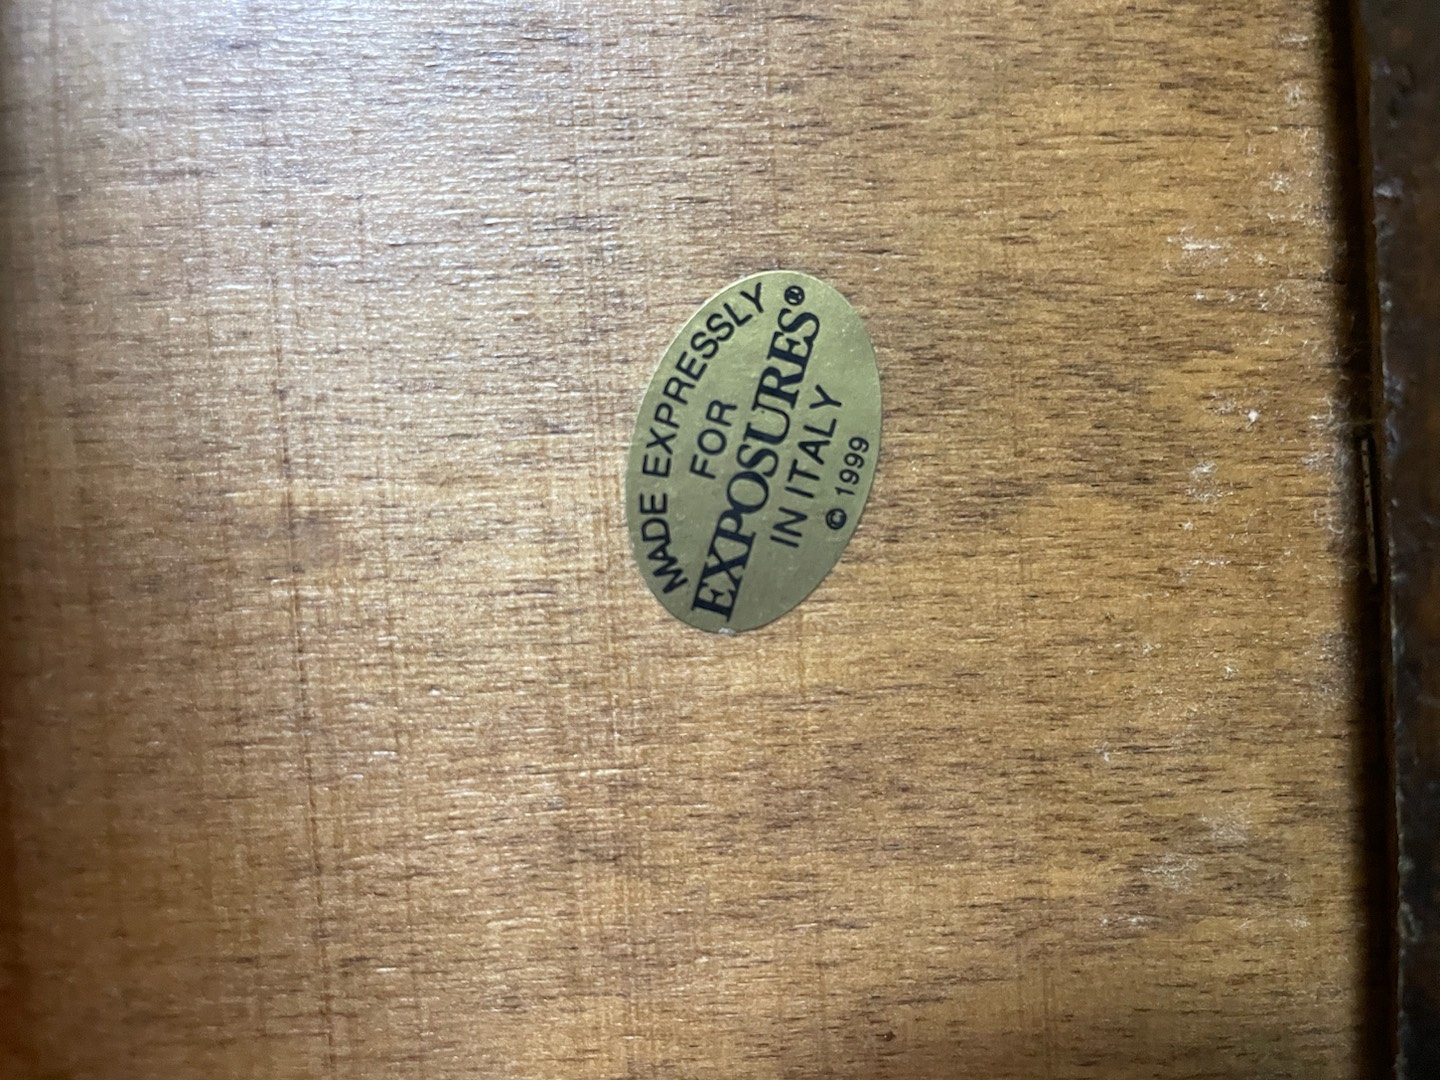 MADE EXPRESSLY
FOR
EXPOSURES®
IN ITALY
© 1999